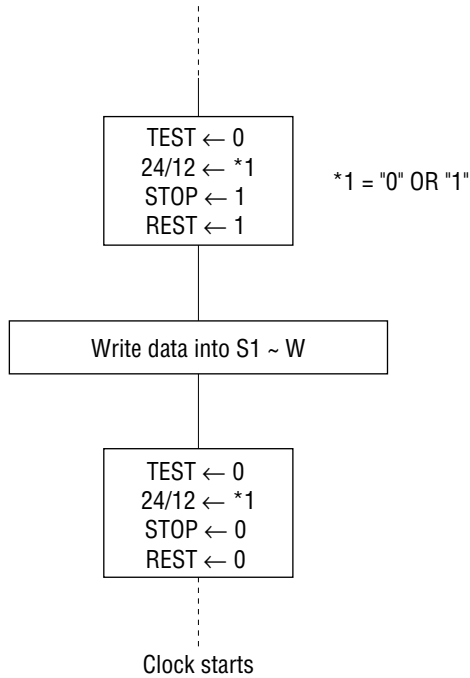 TEST ← 0
24/12 ← *1
STOP ← 1
REST ← 1
*1 = "0" OR "1"
Write data into S1 ~ W
TEST ← 0
24/12 ← *1
STOP ← 0
REST ← 0
Clock starts